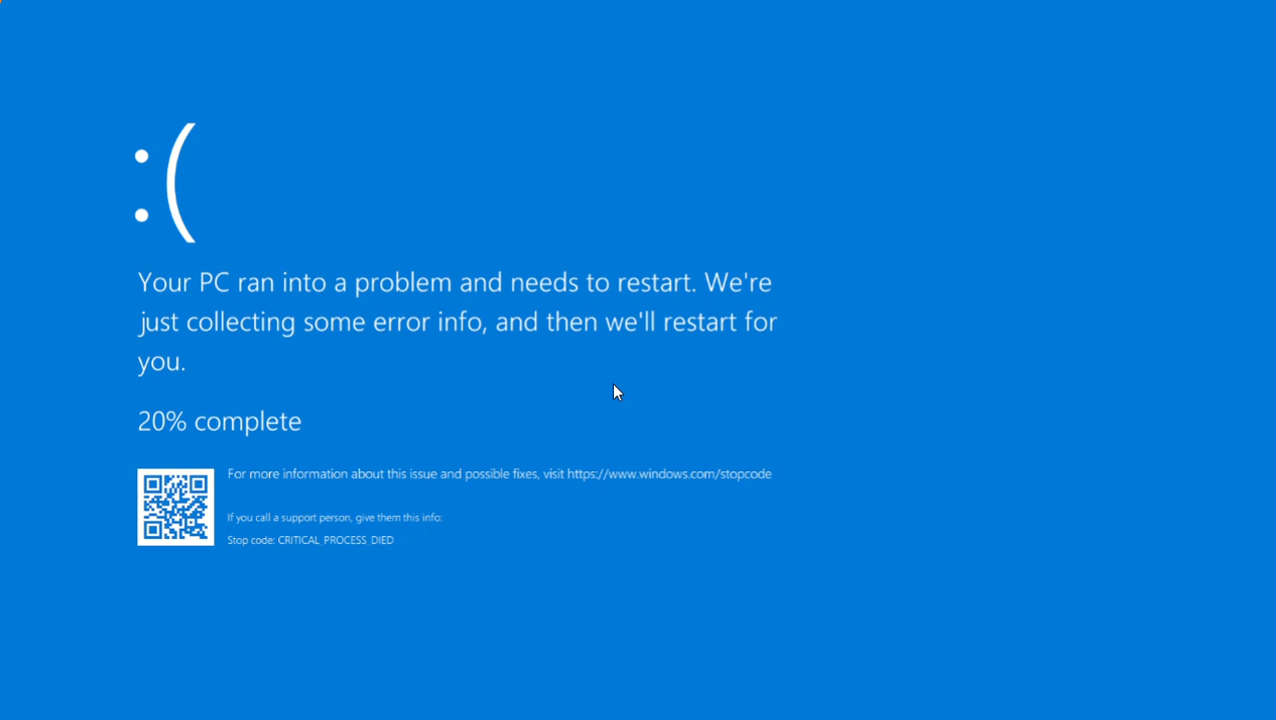 :(
Your PC ran into a problem and needs to restart. We're
just collecting some error info, and then we'll restart for
you.
20% complete
For more information about this issue and possible fixes, visit https://www.windows.com/stopcode
If you call a support person, give them this info:
Stop code: CRITICAL_PROCESS_DIED